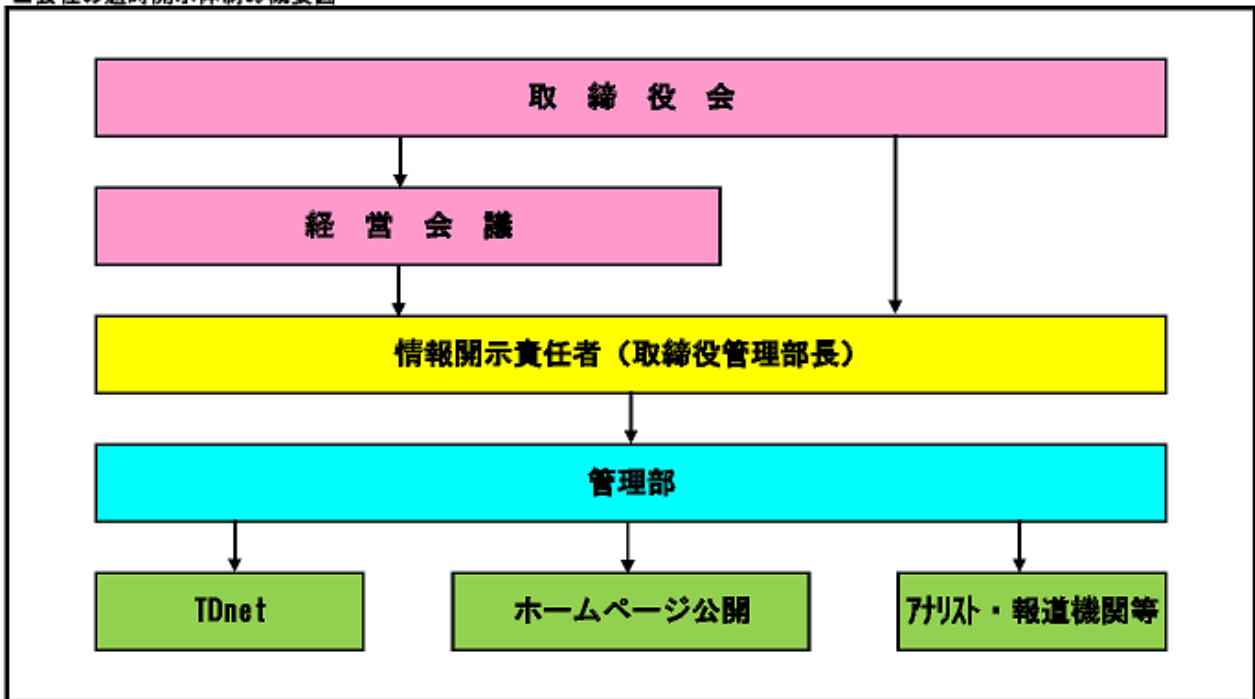 取　締　役　会
経　営　会　議
情報開示責任者（取締役管理部長）
管理部
TDnet
ホームページ公開
ｱﾅﾘｽﾄ・報道機関等